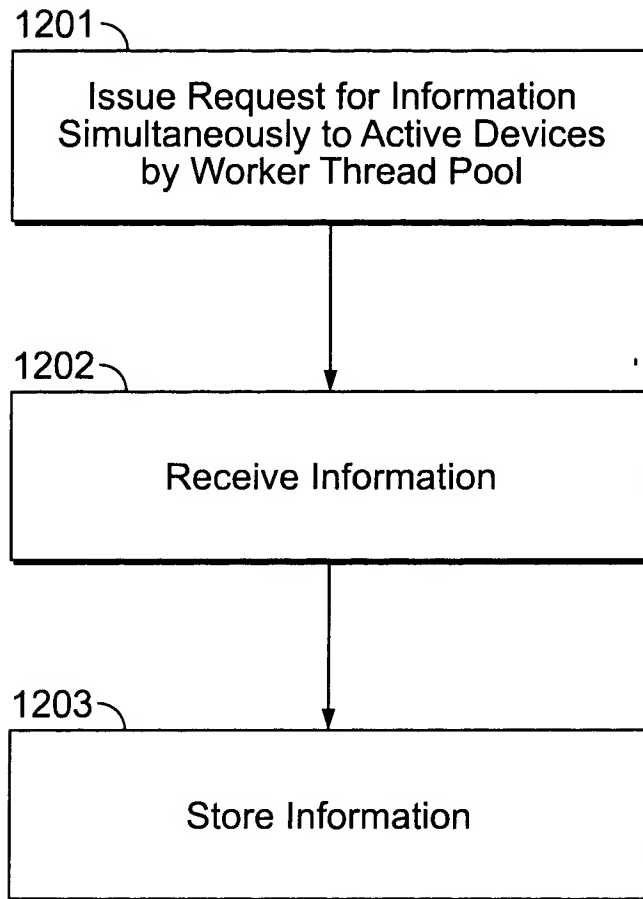 1201
Issue Request for Information
Simultaneously to Active Devices
by Worker Thread Pool
1202
Receive Information
1203
Store Information